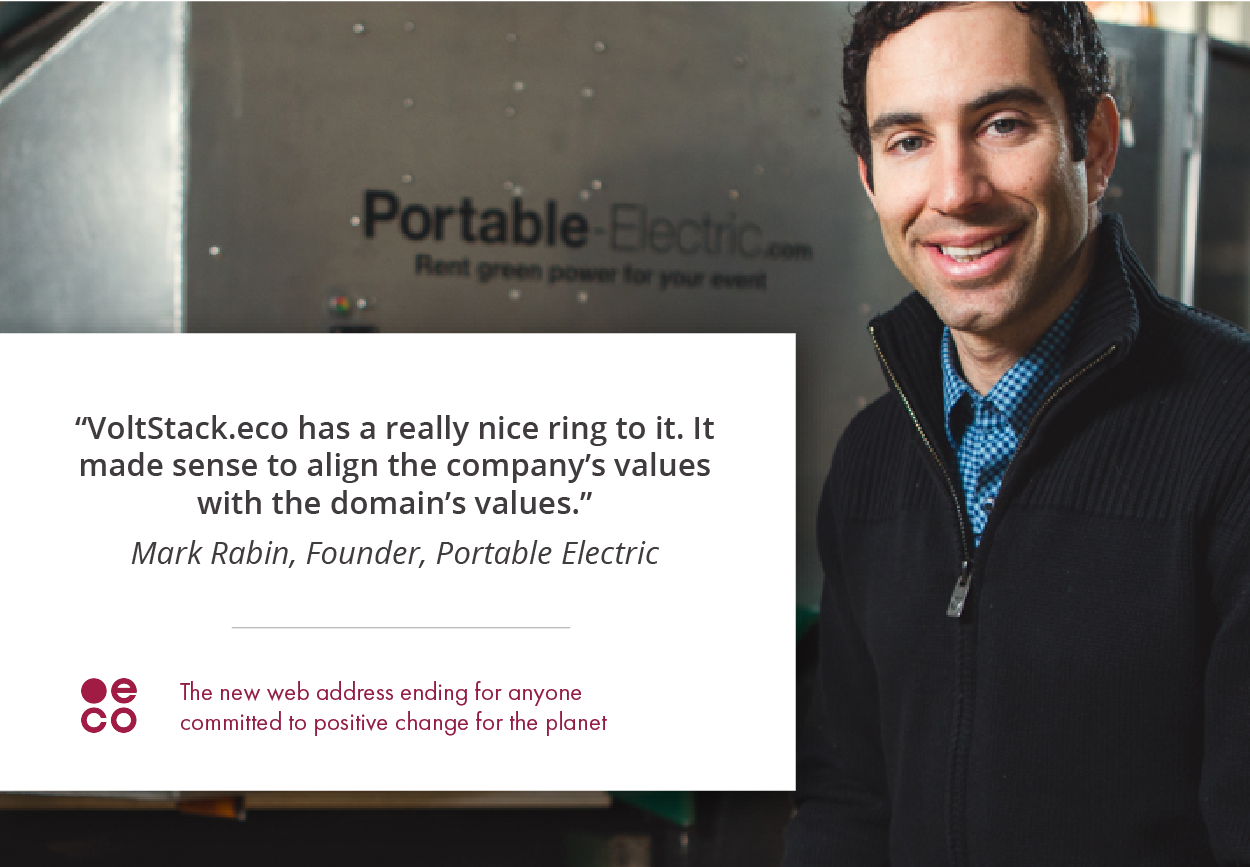 Portable-Electric.com
Rent green power for your event
“VoltStack.eco has a really nice ring to it. It
made sense to align the company’s values
with the domain’s values.”
Mark Rabin, Founder, Portable Electric
●e
co
The new web address ending for anyone
committed to positive change for the planet